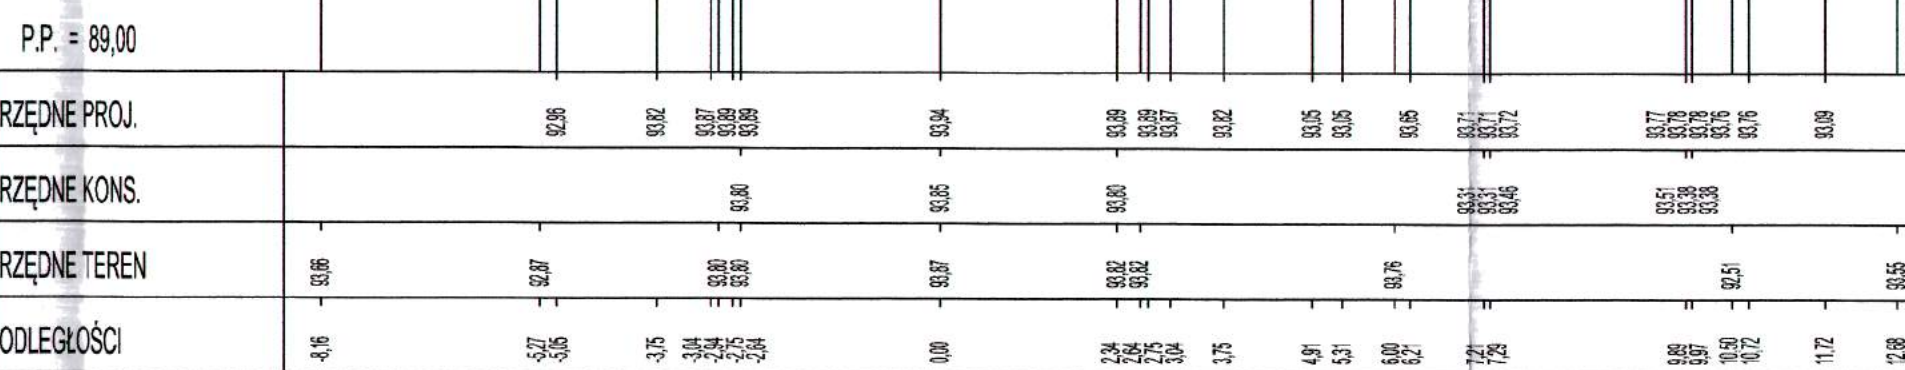 P.P. = 89,00
RZĘDNE PROJ. 92,96 93,82 93,87 93,89 93,89 93,94 93,89 93,89 93,87 93,82 93,05 93,05 93,65 93,71 93,71 93,72 93,77 93,78 93,78 93,76 93,76 93,09
RZĘDNE KONS. 93,80 93,85 93,80 93,31 93,31 93,46 93,51 93,38 93,38
RZĘDNE TEREN 93,66 92,87 93,80 93,80 93,87 93,82 93,82 93,76 92,51 93,55
ODLEGŁOŚCI -8,16 -5,27 -5,05 -3,75 -3,04 -2,94 -2,75 -2,64 0,00 2,34 2,64 2,75 3,04 3,75 4,91 5,31 6,00 6,21 7,21 7,29 9,89 9,97 10,50 10,72 11,72 12,68